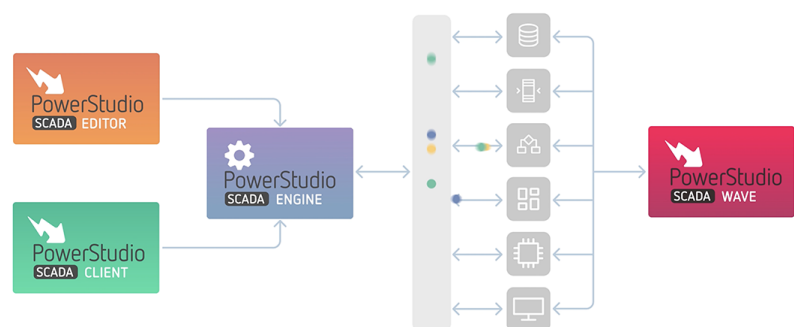 PowerStudio
SCADA EDITOR
PowerStudio
SCADA ENGINE
PowerStudio
SCADA CLIENT
PowerStudio
SCADA WAVE